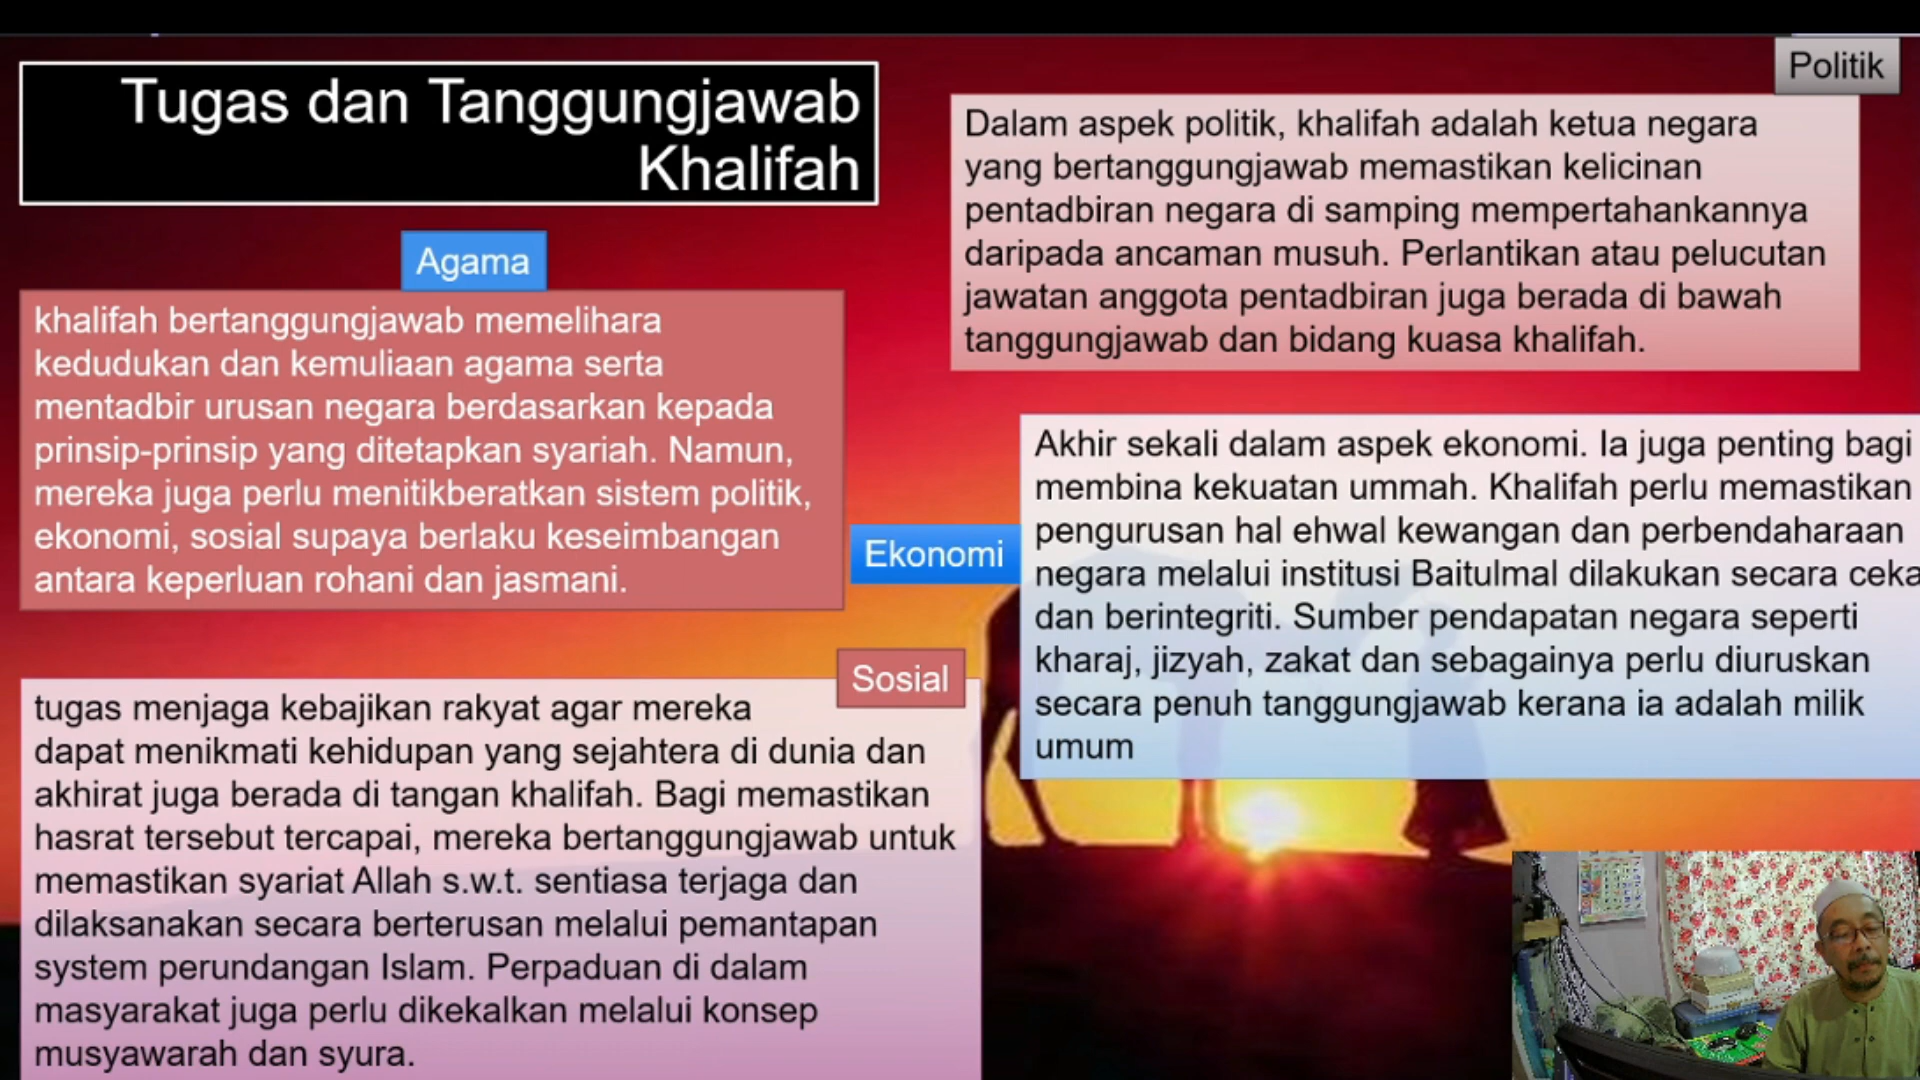 Tugas dan Tanggungjawab
Khalifah
Agama
khalifah bertanggungjawab memelihara
kedudukan dan kemuliaan agama serta
mentadbir urusan negara berdasarkan kepada
prinsip-prinsip yang ditetapkan syariah. Namun,
mereka juga perlu menitikberatkan sistem politik,
ekonomi, sosial supaya berlaku keseimbangan
antara keperluan rohani dan jasmani.
Sosial
tugas menjaga kebajikan rakyat agar mereka
dapat menikmati kehidupan yang sejahtera di dunia dan
akhirat juga berada di tangan khalifah. Bagi memastikan
hasrat tersebut tercapai, mereka bertanggungjawab untuk
memastikan syariat Allah s.w.t. sentiasa terjaga dan
dilaksanakan secara berterusan melalui pemantapan
system perundangan Islam. Perpaduan di dalam
masyarakat juga perlu dikekalkan melalui konsep
musyawarah dan syura.
Politik
Dalam aspek politik, khalifah adalah ketua negara
yang bertanggungjawab memastikan kelicinan
pentadbiran negara di samping mempertahankannya
daripada ancaman musuh. Perlantikan atau pelucutan
jawatan anggota pentadbiran juga berada di bawah
tanggungjawab dan bidang kuasa khalifah.
Ekonomi
Akhir sekali dalam aspek ekonomi. Ia juga penting bagi
membina kekuatan ummah. Khalifah perlu memastikan
pengurusan hal ehwal kewangan dan perbendaharaan
negara melalui institusi Baitulmal dilakukan secara ceka
dan berintegriti. Sumber pendapatan negara seperti
kharaj, jizyah, zakat dan sebagainya perlu diuruskan
secara penuh tanggungjawab kerana ia adalah milik
umum